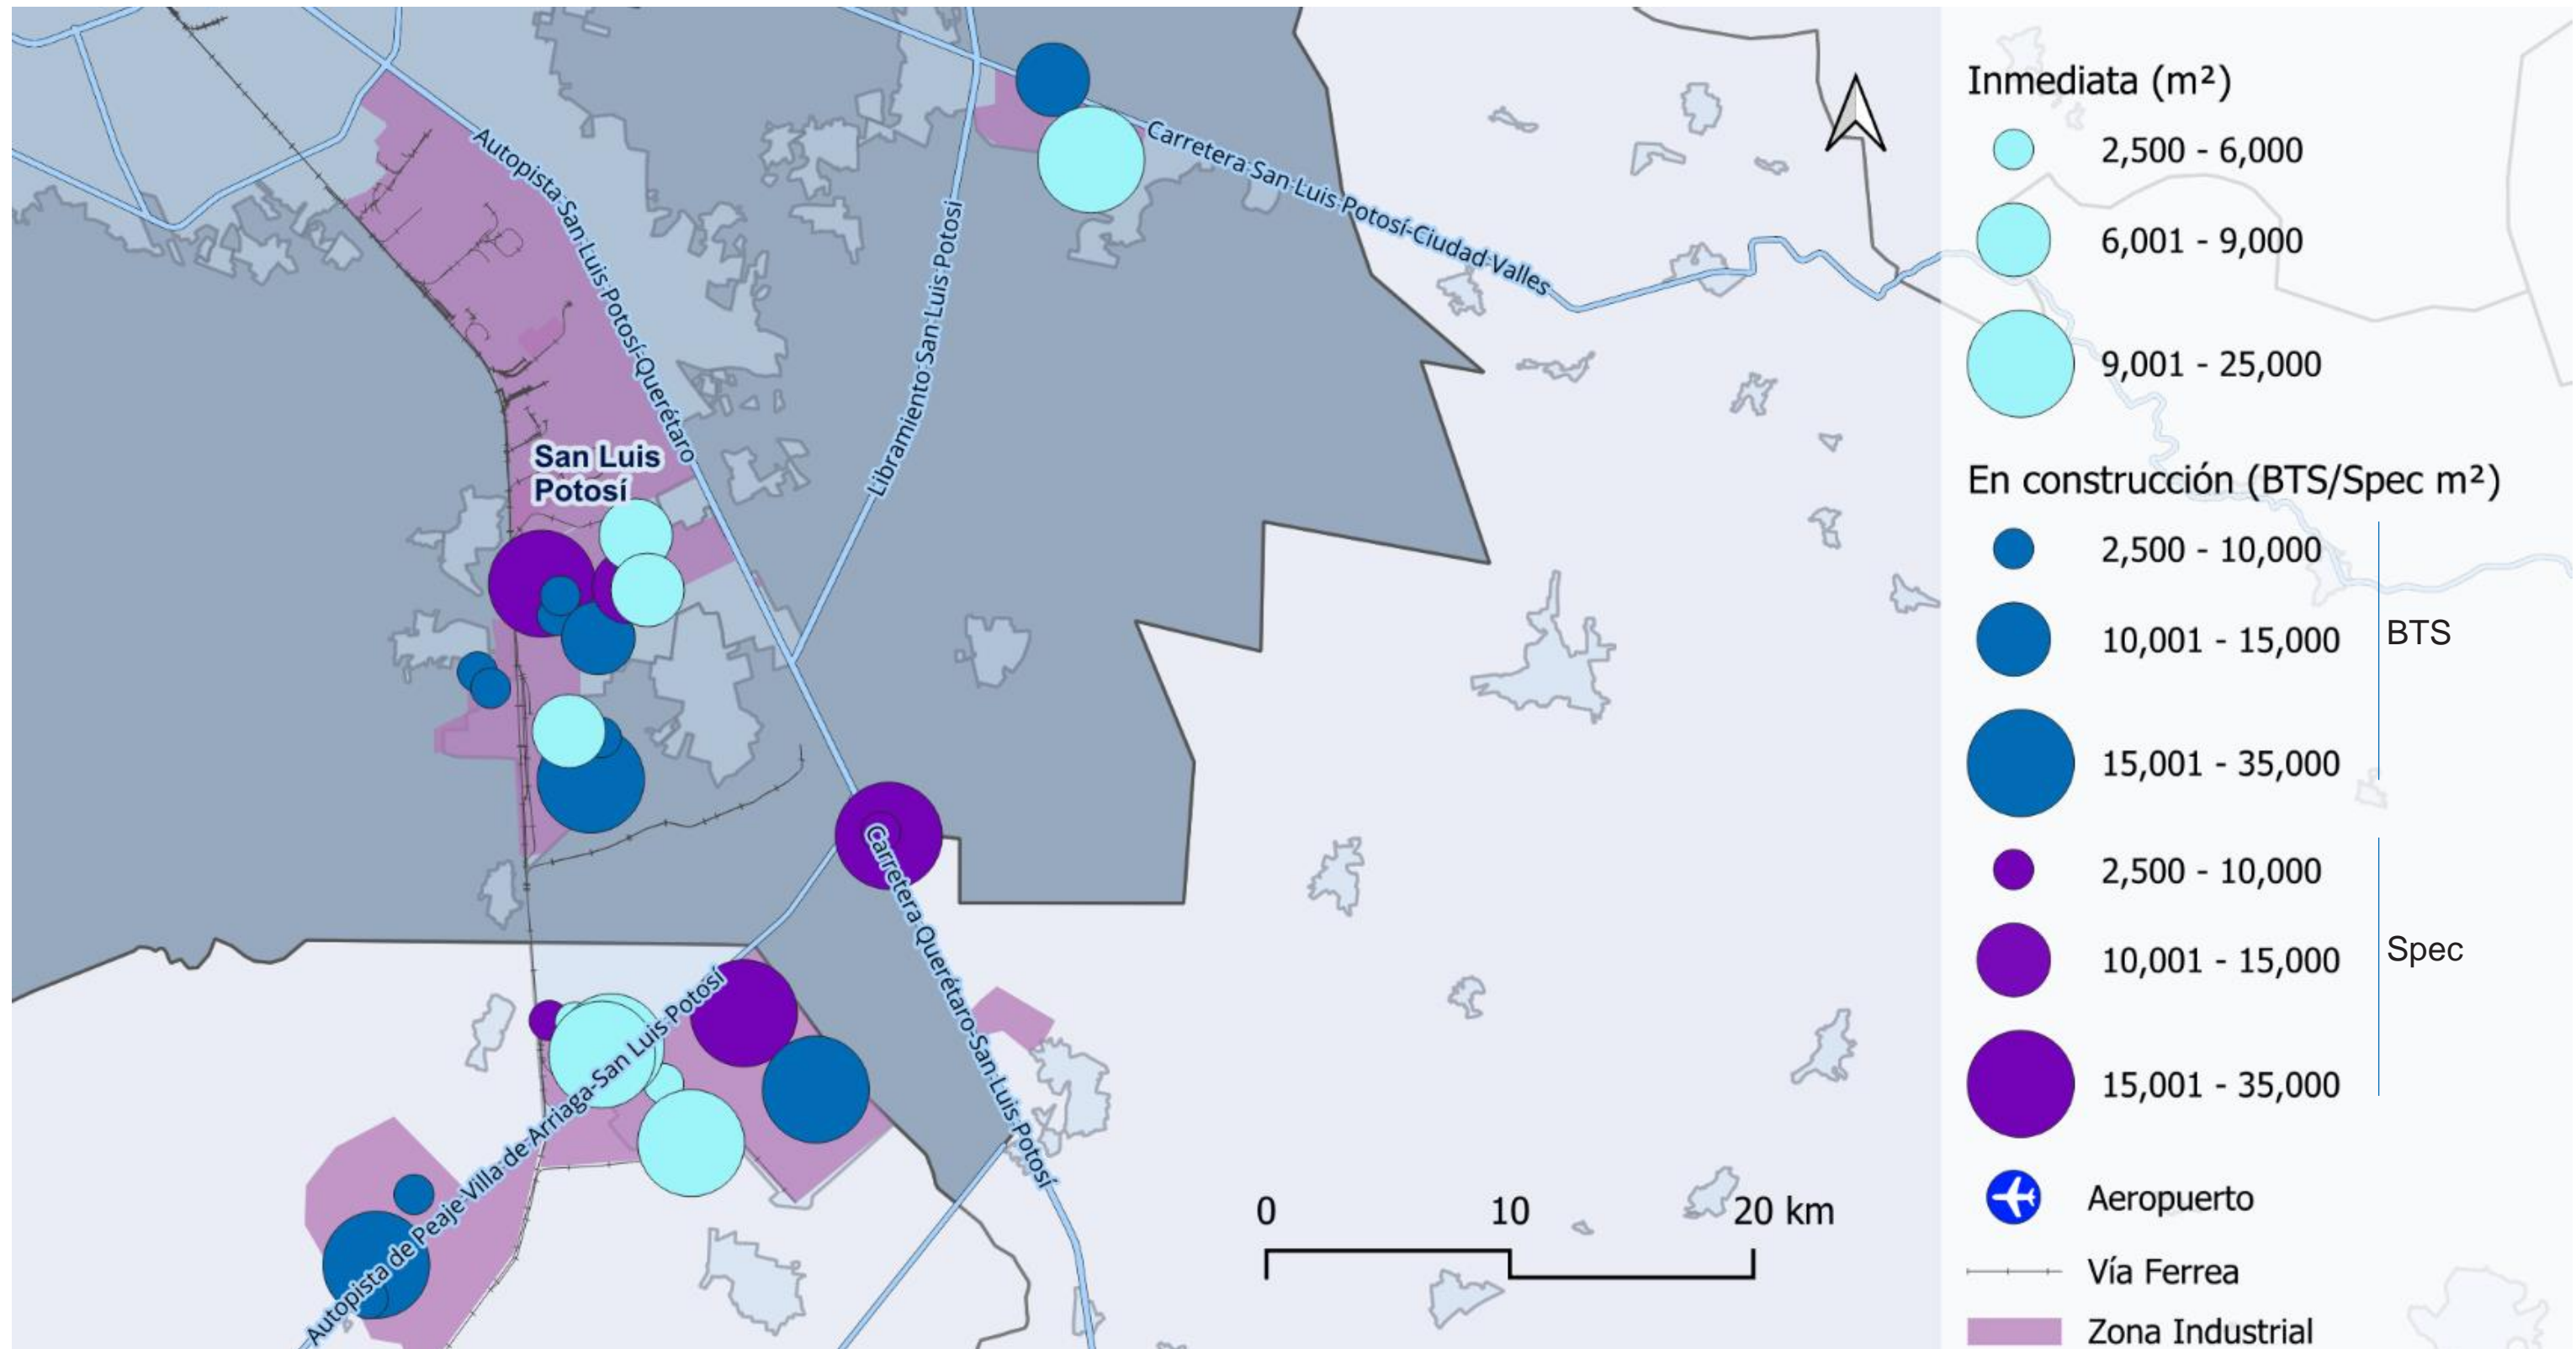 Autopista San Luis Potosí-Querétaro
Carretera San Luis Potosí-Ciudad Valles
Libramiento San Luis Potosí
San Luis
Potosí
Carretera Querétaro-San Luis Potosí
Autopista de Peaje Villa de Arriaga-San Luis Potosí
0 10 20 km
Inmediata (m²)
2,500 - 6,000
6,001 - 9,000
9,001 - 25,000
En construcción (BTS/Spec m²)
2,500 - 10,000
10,001 - 15,000
15,001 - 35,000
BTS
2,500 - 10,000
10,001 - 15,000
15,001 - 35,000
Spec
Aeropuerto
Vía Ferrea
Zona Industrial